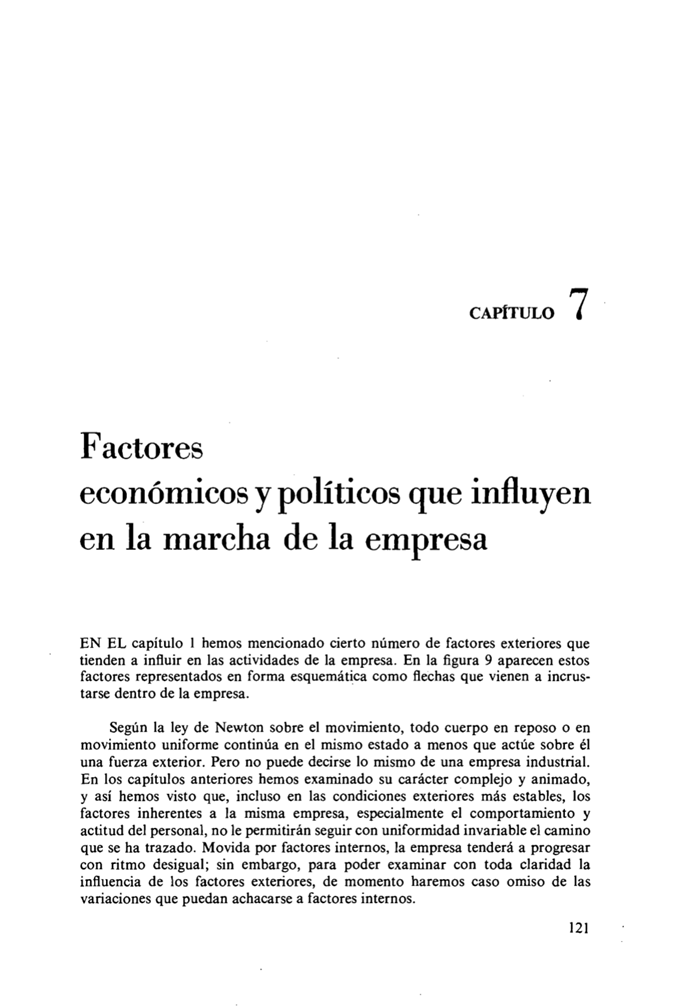 CAPÍTULO 7
Factores
económicos y políticos que influyen
en la marcha de la empresa
EN EL capítulo 1 hemos mencionado cierto número de factores exteriores que
tienden a influir en las actividades de la empresa. En la figura 9 aparecen estos
factores representados en forma esquemática como flechas que vienen a incrus-
tarse dentro de la empresa.
Según la ley de Newton sobre el movimiento, todo cuerpo en reposo o en
movimiento uniforme continúa en el mismo estado a menos que actúe sobre él
una fuerza exterior. Pero no puede decirse lo mismo de una empresa industrial.
En los capítulos anteriores hemos examinado su carácter complejo y animado,
y así hemos visto que, incluso en las condiciones exteriores más estables, los
factores inherentes a la misma empresa, especialmente el comportamiento y
actitud del personal, no le permitirán seguir con uniformidad invariable el camino
que se ha trazado. Movida por factores internos, la empresa tenderá a progresar
con ritmo desigual; sin embargo, para poder examinar con toda claridad la
influencia de los factores exteriores, de momento haremos caso omiso de las
variaciones que puedan achacarse a factores internos.
121